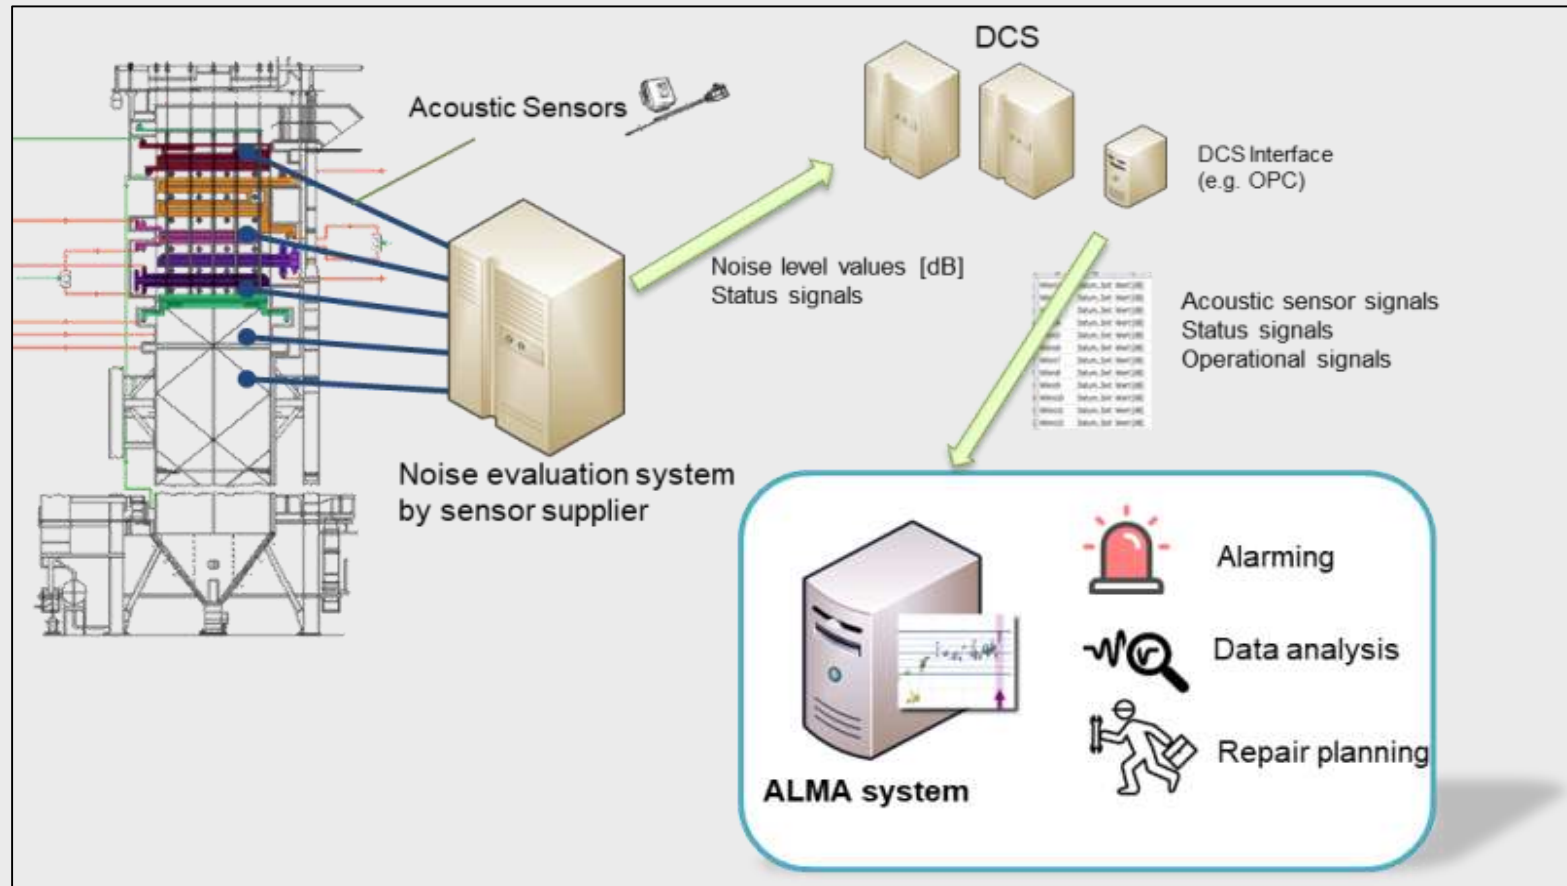 DCS
Acoustic Sensors
DCS Interface
(e.g. OPC)
Noise level values [dB]
Status signals
Acoustic sensor signals
Status signals
Operational signals
Noise evaluation system
by sensor supplier
Alarming
Data analysis
Repair planning
ALMA system